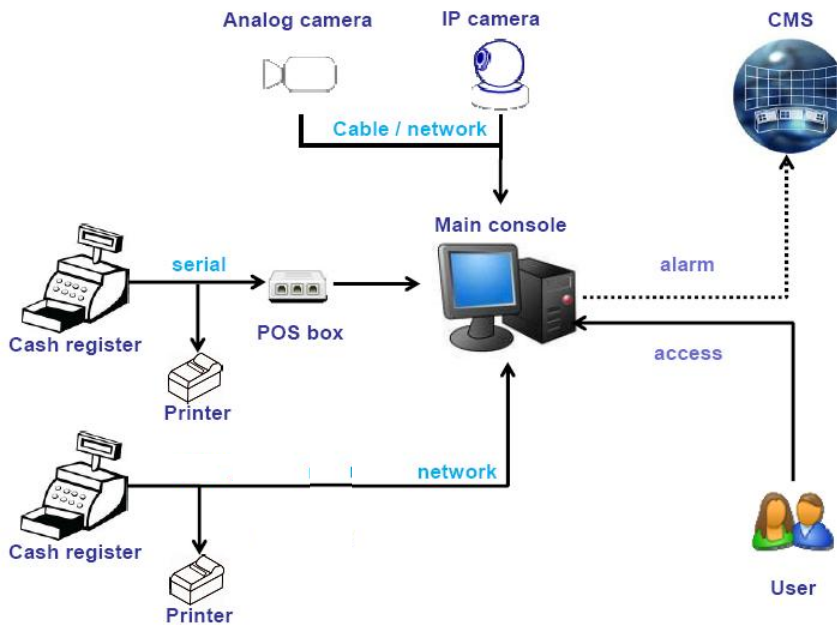 Analog camera
IP camera
CMS
Cable / network
Main console
serial
alarm
POS box
Cash register
access
Printer
network
Cash register
User
Printer